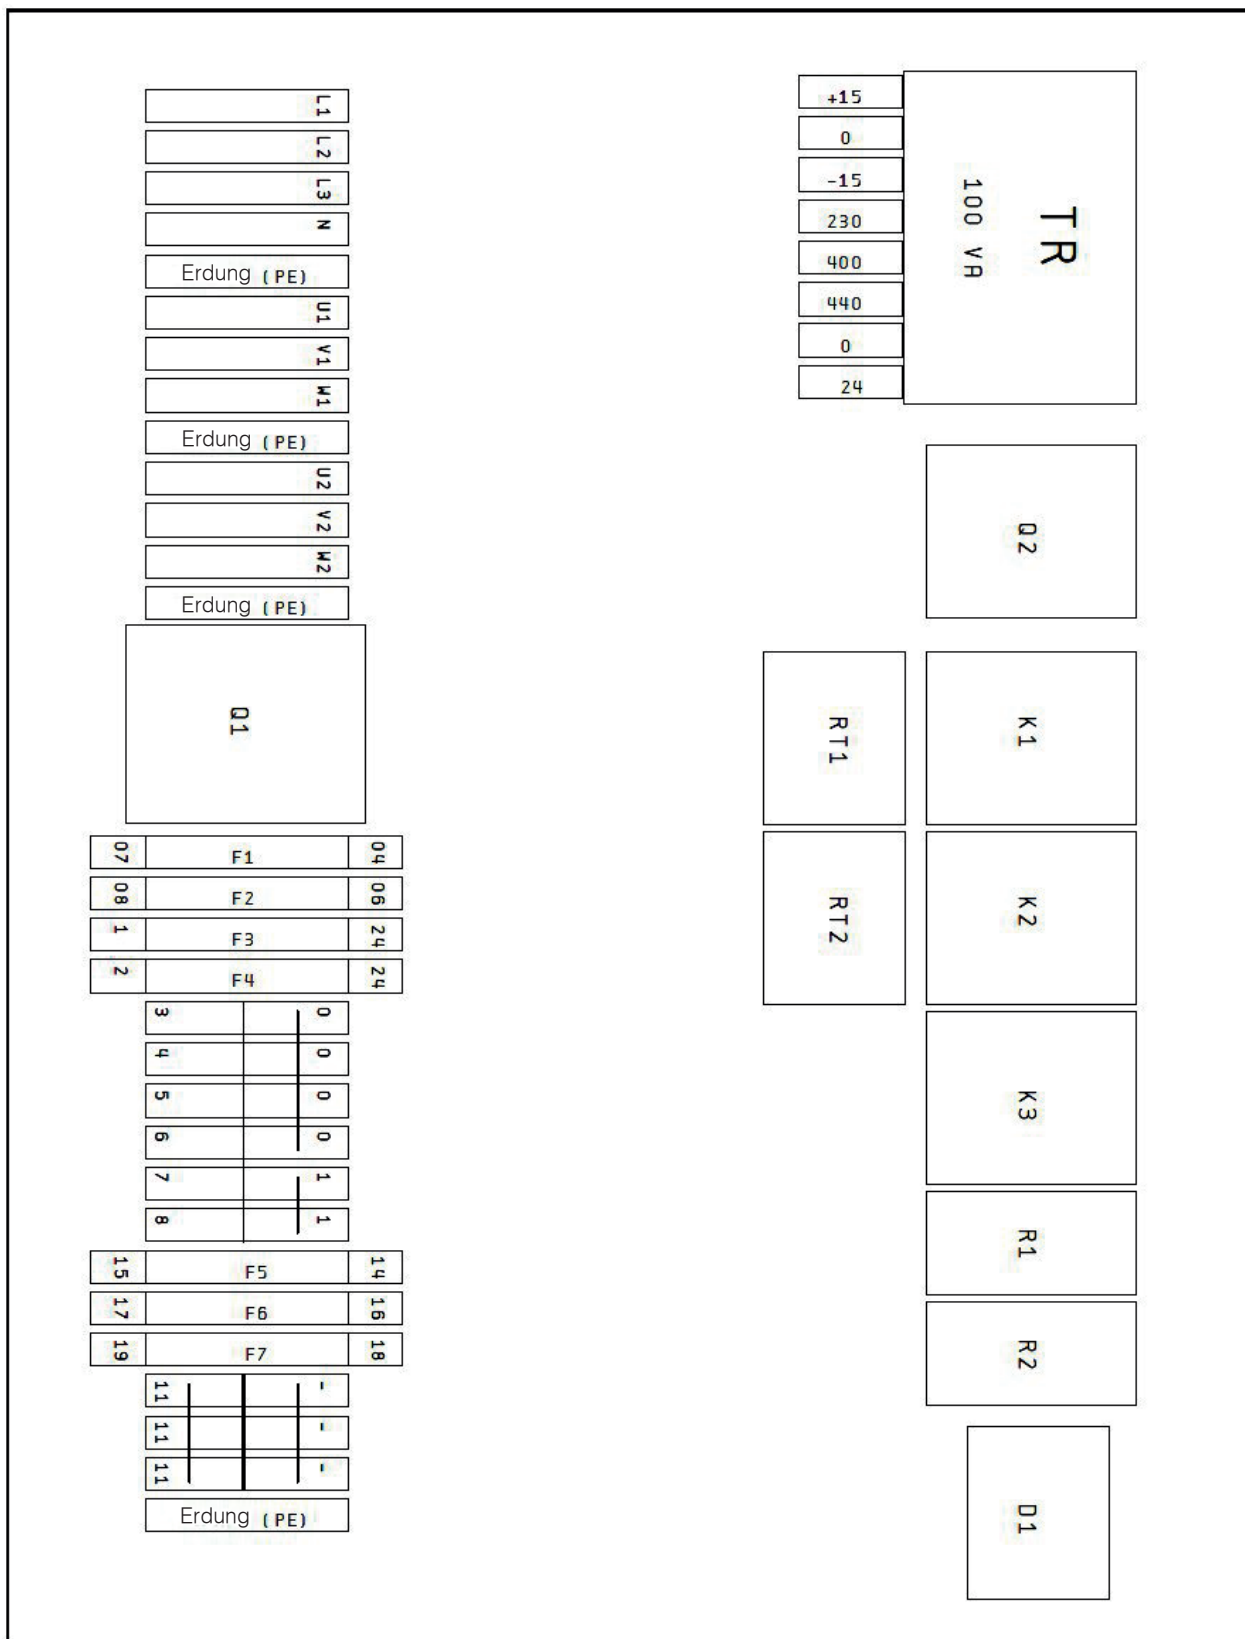 L1
L2
L3
N
Erdung (PE)
U1
V1
W1
Erdung (PE)
U2
V2
W2
Erdung (PE)
Q1
07 F1 04
08 F2 06
1 F3 24
2 F4 24
3 0
4 0
5 0
6 0
7 1
8 1
15 F5 14
17 F6 16
19 F7 18
11 -
11 -
11 -
Erdung (PE)
+15
0
-15
230
400
440
0
24
TR
100 VA
Q2
RT1
K1
RT2
K2
K3
R1
R2
D1